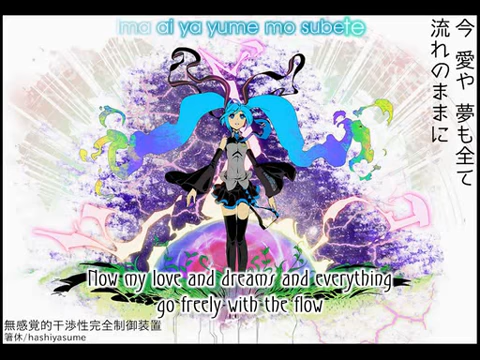 Ima ai ya yume mo subete
今 愛や 夢も全て
流れのままに
Now my love and dreams and everything
go freely with the flow
無感覚的干渉性完全制御装置
箸休/hashiyasume